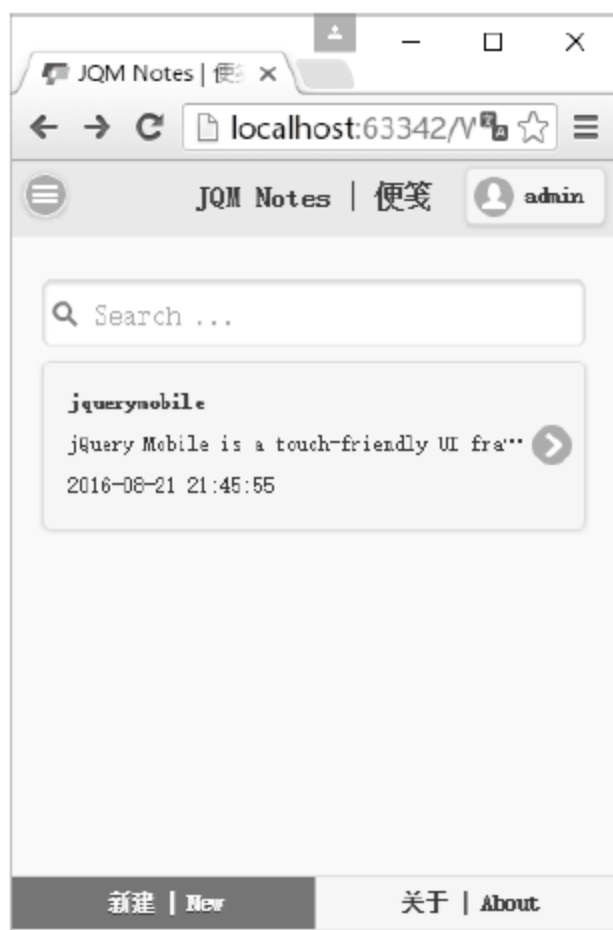 JQM Notes | 便
localhost:63342/
JQM Notes | 便笺
admin
Search ...
jquerymobile
jQuery Mobile is a touch-friendly UI fra…
2016-08-21 21:45:55
新建 | New
关于 | About